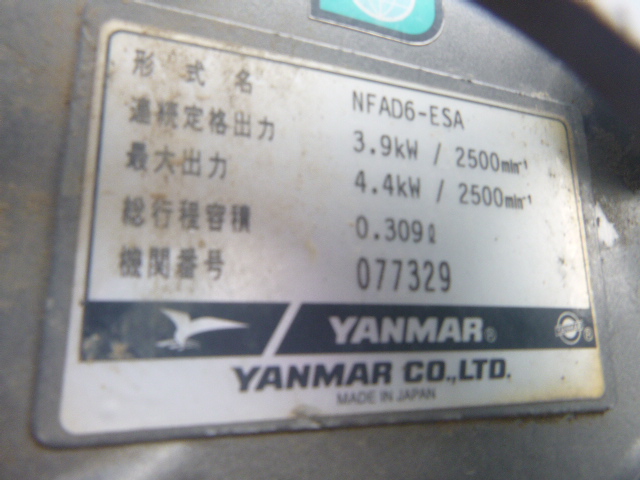 形式名 NFAD6-ESA
連続定格出力 3.9kW / 2500min⁻¹
最大出力 4.4kW / 2500min⁻¹
総行程容積 0.309ℓ
機関番号 077329
YANMAR®
YANMAR CO.,LTD.
MADE IN JAPAN